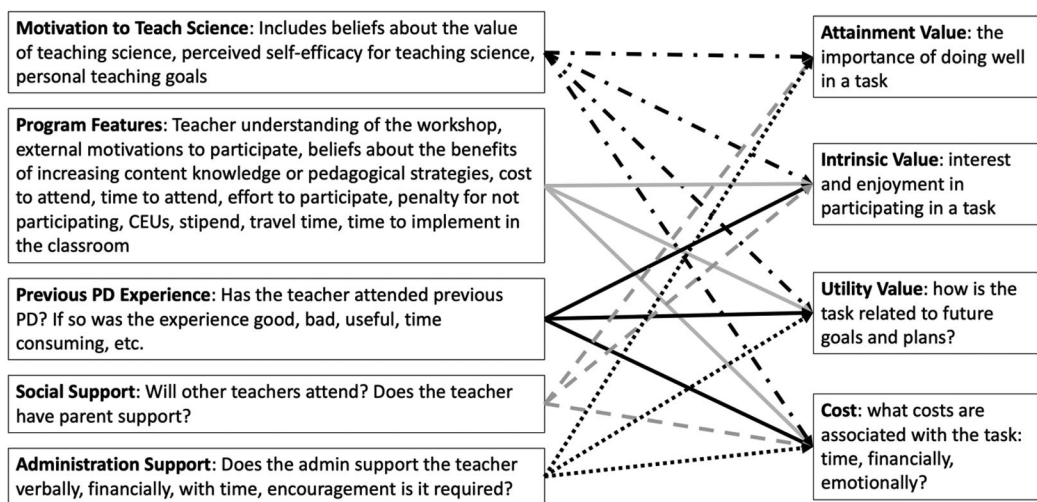 Motivation to Teach Science: Includes beliefs about the value
of teaching science, perceived self-efficacy for teaching science,
personal teaching goals
Program Features: Teacher understanding of the workshop,
external motivations to participate, beliefs about the benefits
of increasing content knowledge or pedagogical strategies, cost
to attend, time to attend, effort to participate, penalty for not
participating, CEUs, stipend, travel time, time to implement in
the classroom
Previous PD Experience: Has the teacher attended previous
PD? If so was the experience good, bad, useful, time
consuming, etc.
Social Support: Will other teachers attend? Does the teacher
have parent support?
Administration Support: Does the admin support the teacher
verbally, financially, with time, encouragement is it required?
Attainment Value: the
importance of doing well
in a task
Intrinsic Value: interest
and enjoyment in
participating in a task
Utility Value: how is the
task related to future
goals and plans?
Cost: what costs are
associated with the task:
time, financially,
emotionally?